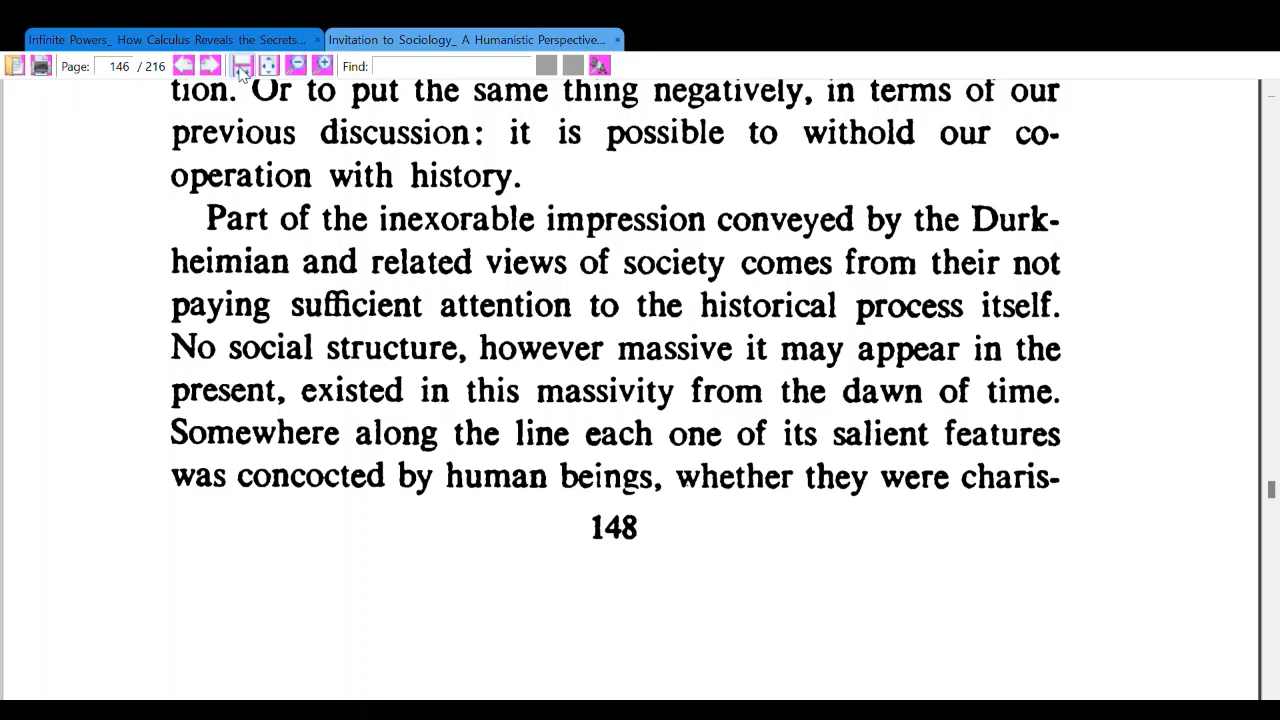 Infinite Powers_ How Calculus Reveals the Secrets... ×
Invitation to Sociology_ A Humanistic Perspective... ×
Page: 146 / 216 Find:
tion. Or to put the same thing negatively, in terms of our
previous discussion: it is possible to withold our co-
operation with history.
Part of the inexorable impression conveyed by the Durk-
heimian and related views of society comes from their not
paying sufficient attention to the historical process itself.
No social structure, however massive it may appear in the
present, existed in this massivity from the dawn of time.
Somewhere along the line each one of its salient features
was concocted by human beings, whether they were charis-
148